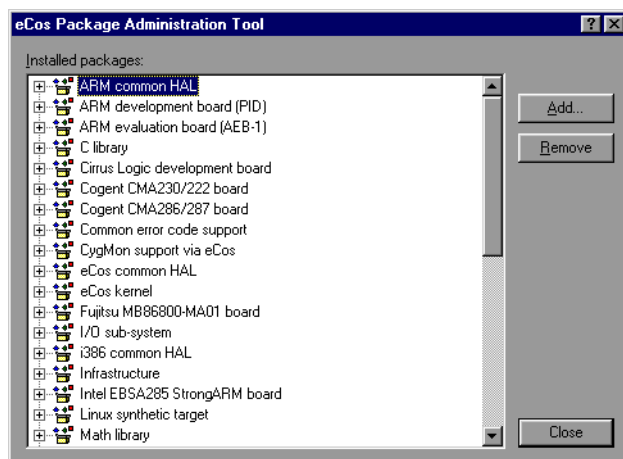 eCos Package Administration Tool
Installed packages:
ARM common HAL
ARM development board (PID)
ARM evaluation board (AEB-1)
C library
Cirrus Logic development board
Cogent CMA230/222 board
Cogent CMA286/287 board
Common error code support
CygMon support via eCos
eCos common HAL
eCos kernel
Fujitsu MB86800-MA01 board
I/O sub-system
i386 common HAL
Infrastructure
Intel EBSA285 StrongARM board
Linux synthetic target
Math library
Add...
Remove
Close